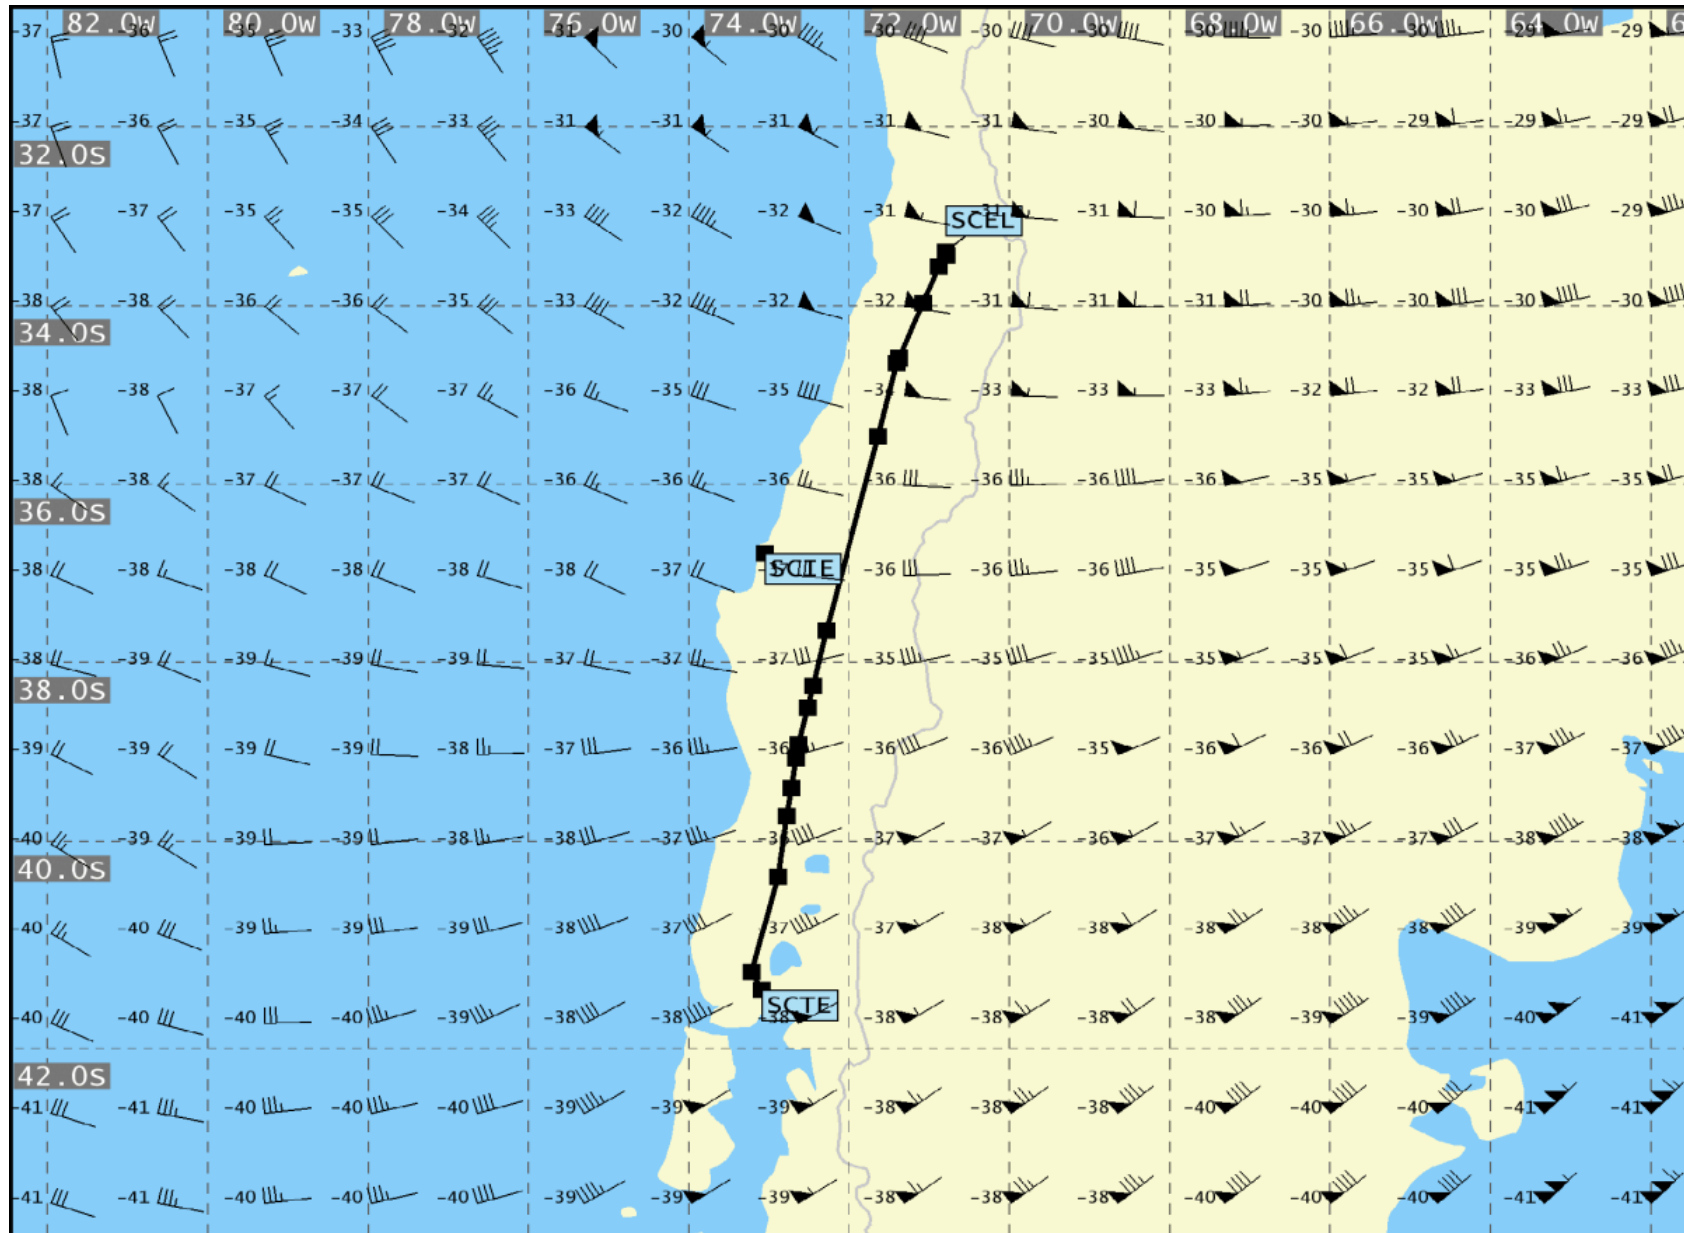 82.0W 80.0W 78.0W 76.0W 74.0W 72.0W 70.0W 68.0W 66.0W 64.0W
-37 -36 -35 -33 -32 -31 -30 -30 -30 -30 -30 -30 -30 -30 -29 -29
-37 -36 -35 -34 -33 -31 -31 -31 -31 -31 -30 -30 -30 -29 -29 -29
32.0S
-37 -37 -35 -35 -34 -33 -32 -32 -31 -31 -31 -30 -30 -30 -30 -29
SCEL
-38 -38 -36 -36 -35 -33 -32 -32 -32 -31 -31 -31 -30 -30 -30 -30
34.0S
-38 -38 -37 -37 -37 -36 -35 -35 -33 -33 -33 -32 -32 -33 -33
-38 -38 -37 -37 -37 -36 -36 -36 -36 -36 -36 -36 -35 -35 -35 -35
36.0S
SCIE
-38 -38 -38 -38 -38 -38 -37 -36 -36 -36 -35 -35 -35 -35 -35
-38 -39 -39 -39 -39 -37 -37 -37 -35 -35 -35 -35 -35 -35 -36 -36
38.0S
-39 -39 -39 -39 -38 -37 -36 -36 -36 -36 -35 -36 -36 -36 -37 -37
-40 -39 -39 -39 -38 -38 -37 -37 -37 -36 -37 -37 -37 -38 -38
40.0S
-40 -40 -39 -39 -39 -38 -37 -37 -37 -38 -38 -38 -38 -38 -39 -39
SCTE
-40 -40 -40 -40 -39 -38 -38 -38 -38 -38 -38 -38 -39 -39 -40 -41
42.0S
-41 -41 -40 -40 -40 -39 -39 -39 -38 -38 -38 -40 -40 -40 -41 -41
-41 -41 -40 -40 -40 -39 -39 -39 -38 -38 -38 -40 -40 -40 -41 -41